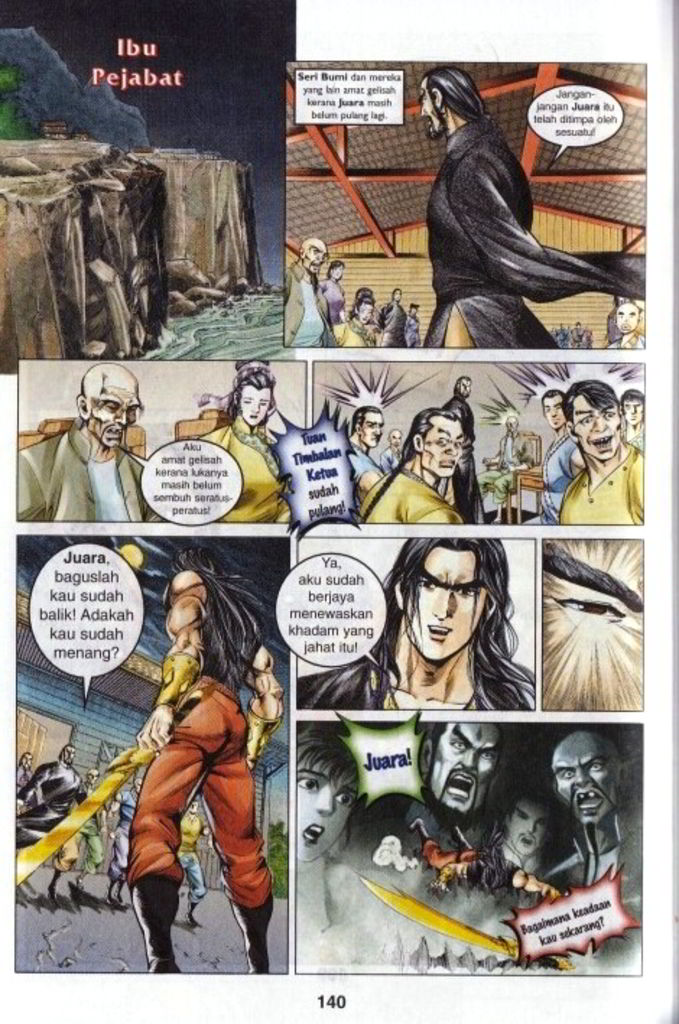 Ibu
Pejabat
Seri Bumi dan mereka
yang lain amat gelisah
kerana Juara masih
belum pulang lagi.
Jangan-
jangan Juara itu
telah ditimpa oleh
sesuatu!
Aku
amat gelisah
kerana lukanya
masih belum
sembuh seratus-
peratus!
Tuan
Timbalan
Ketua
sudah
pulang!
Juara,
baguslah
kau sudah
balik! Adakah
kau sudah
menang?
Ya,
aku sudah
berjaya
menewaskan
khadam yang
jahat itu!
Juara!
Bagaimana keadaan
kau sekarang?
140